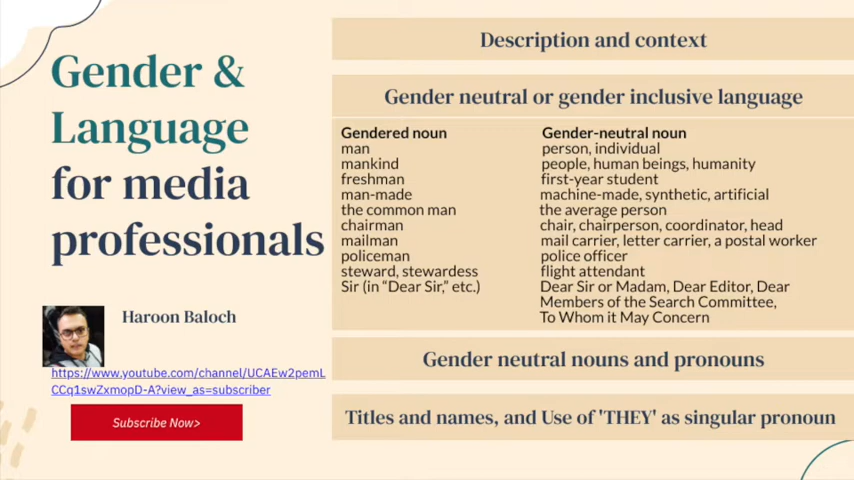 Gender &
Language
for media
professionals
Haroon Baloch
https://www.youtube.com/channel/UCAEw2pemL
CCq1swZxmopD-A?view_as=subscriber
Subscribe Now>
Description and context
Gender neutral or gender inclusive language
Gendered noun Gender-neutral noun
man person, individual
mankind people, human beings, humanity
freshman first-year student
man-made machine-made, synthetic, artificial
the common man the average person
chairman chair, chairperson, coordinator, head
mailman mail carrier, letter carrier, a postal worker
policeman police officer
steward, stewardess flight attendant
Sir (in “Dear Sir,” etc.) Dear Sir or Madam, Dear Editor, Dear
Members of the Search Committee,
To Whom it May Concern
Gender neutral nouns and pronouns
Titles and names, and Use of 'THEY' as singular pronoun